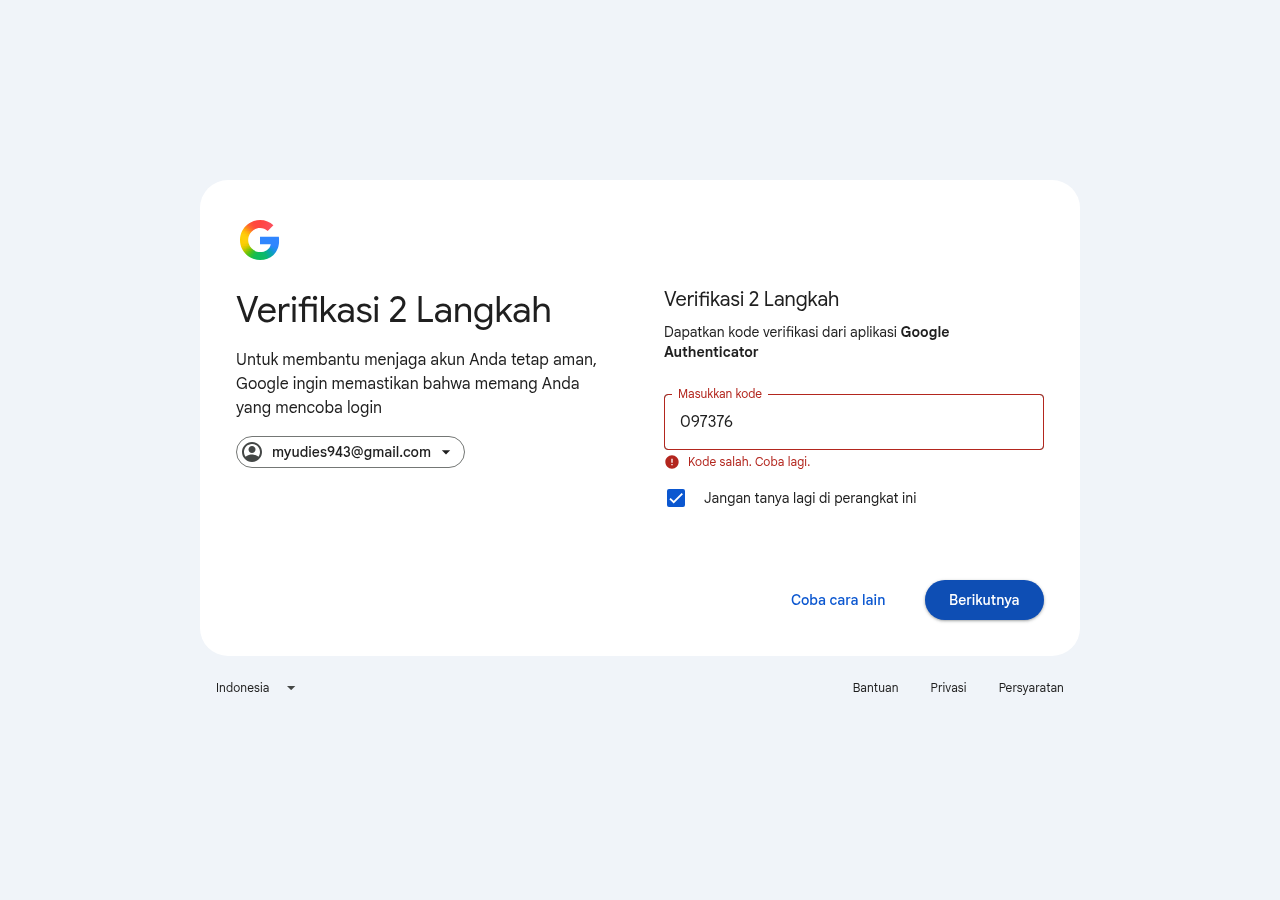 Verifikasi 2 Langkah
Untuk membantu menjaga akun Anda tetap aman,
Google ingin memastikan bahwa memang Anda
yang mencoba login
myudies943@gmail.com
Verifikasi 2 Langkah
Dapatkan kode verifikasi dari aplikasi Google
Authenticator
Masukkan kode
097376
Kode salah. Coba lagi.
Jangan tanya lagi di perangkat ini
Coba cara lain
Berikutnya
Indonesia
Bantuan
Privasi
Persyaratan